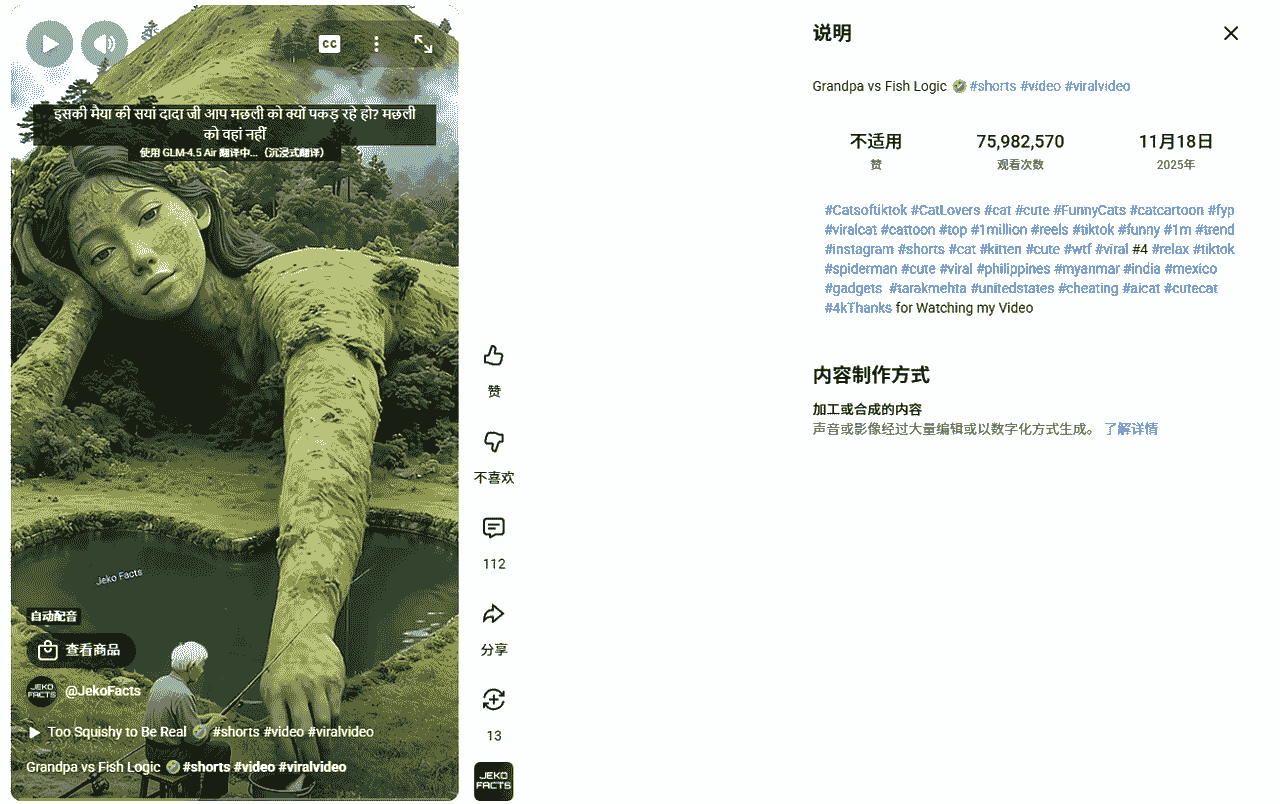 CC
इसकी मैया की सयां दादा जी आप मछली को क्यों पकड़ रहे हो? मछली
को वहां नहीं
使用 GLM-4.5 Air 翻译中...（沉浸式翻译）
Jeko Facts
自动配音
查看商品
JEKO
FACTS
@JekoFacts
Too Squishy to Be Real 🤣 #shorts #video #viralvideo
Grandpa vs Fish Logic 🤣 #shorts #video #viralvideo
赞
不喜欢
112
分享
13
JEKO
FACTS
说明
Grandpa vs Fish Logic 🤣 #shorts #video #viralvideo
不适用 75,982,570 11月18日
赞 观看次数 2025年
#Catsoftiktok #CatLovers #cat #cute #FunnyCats #catcartoon #fyp
#viralcat #cattoon #top #1million #reels #tiktok #funny #1m #trend
#instagram #shorts #cat #kitten #cute #wtf #viral #4 #relax #tiktok
#spiderman #cute #viral #philippines #myanmar #india #mexico
#gadgets #tarakmehta #unitedstates #cheating #aicat #cutecat
#4kThanks for Watching my Video
内容制作方式
加工或合成的内容
声音或影像经过大量编辑或以数字化方式生成。 了解详情